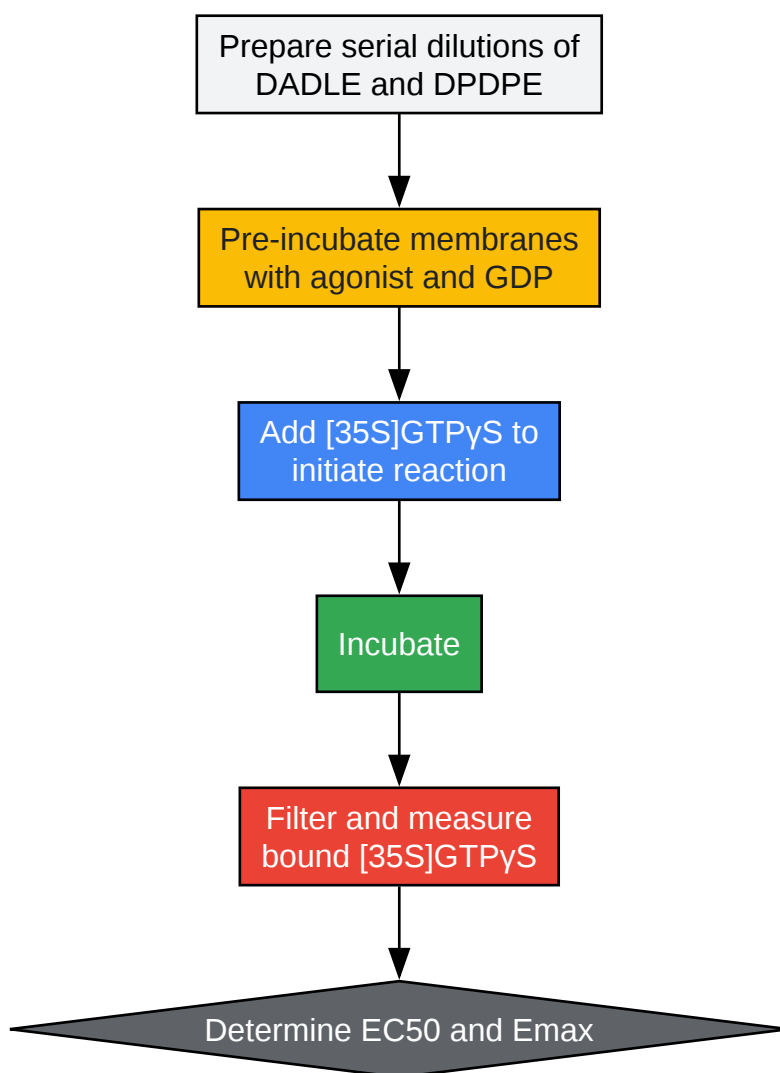 Prepare serial dilutions of
DADLE and DPDPE
Pre-incubate membranes
with agonist and GDP
Add [35S]GTPγS to
initiate reaction
Incubate
Filter and measure
bound [35S]GTPγS
Determine EC50 and Emax